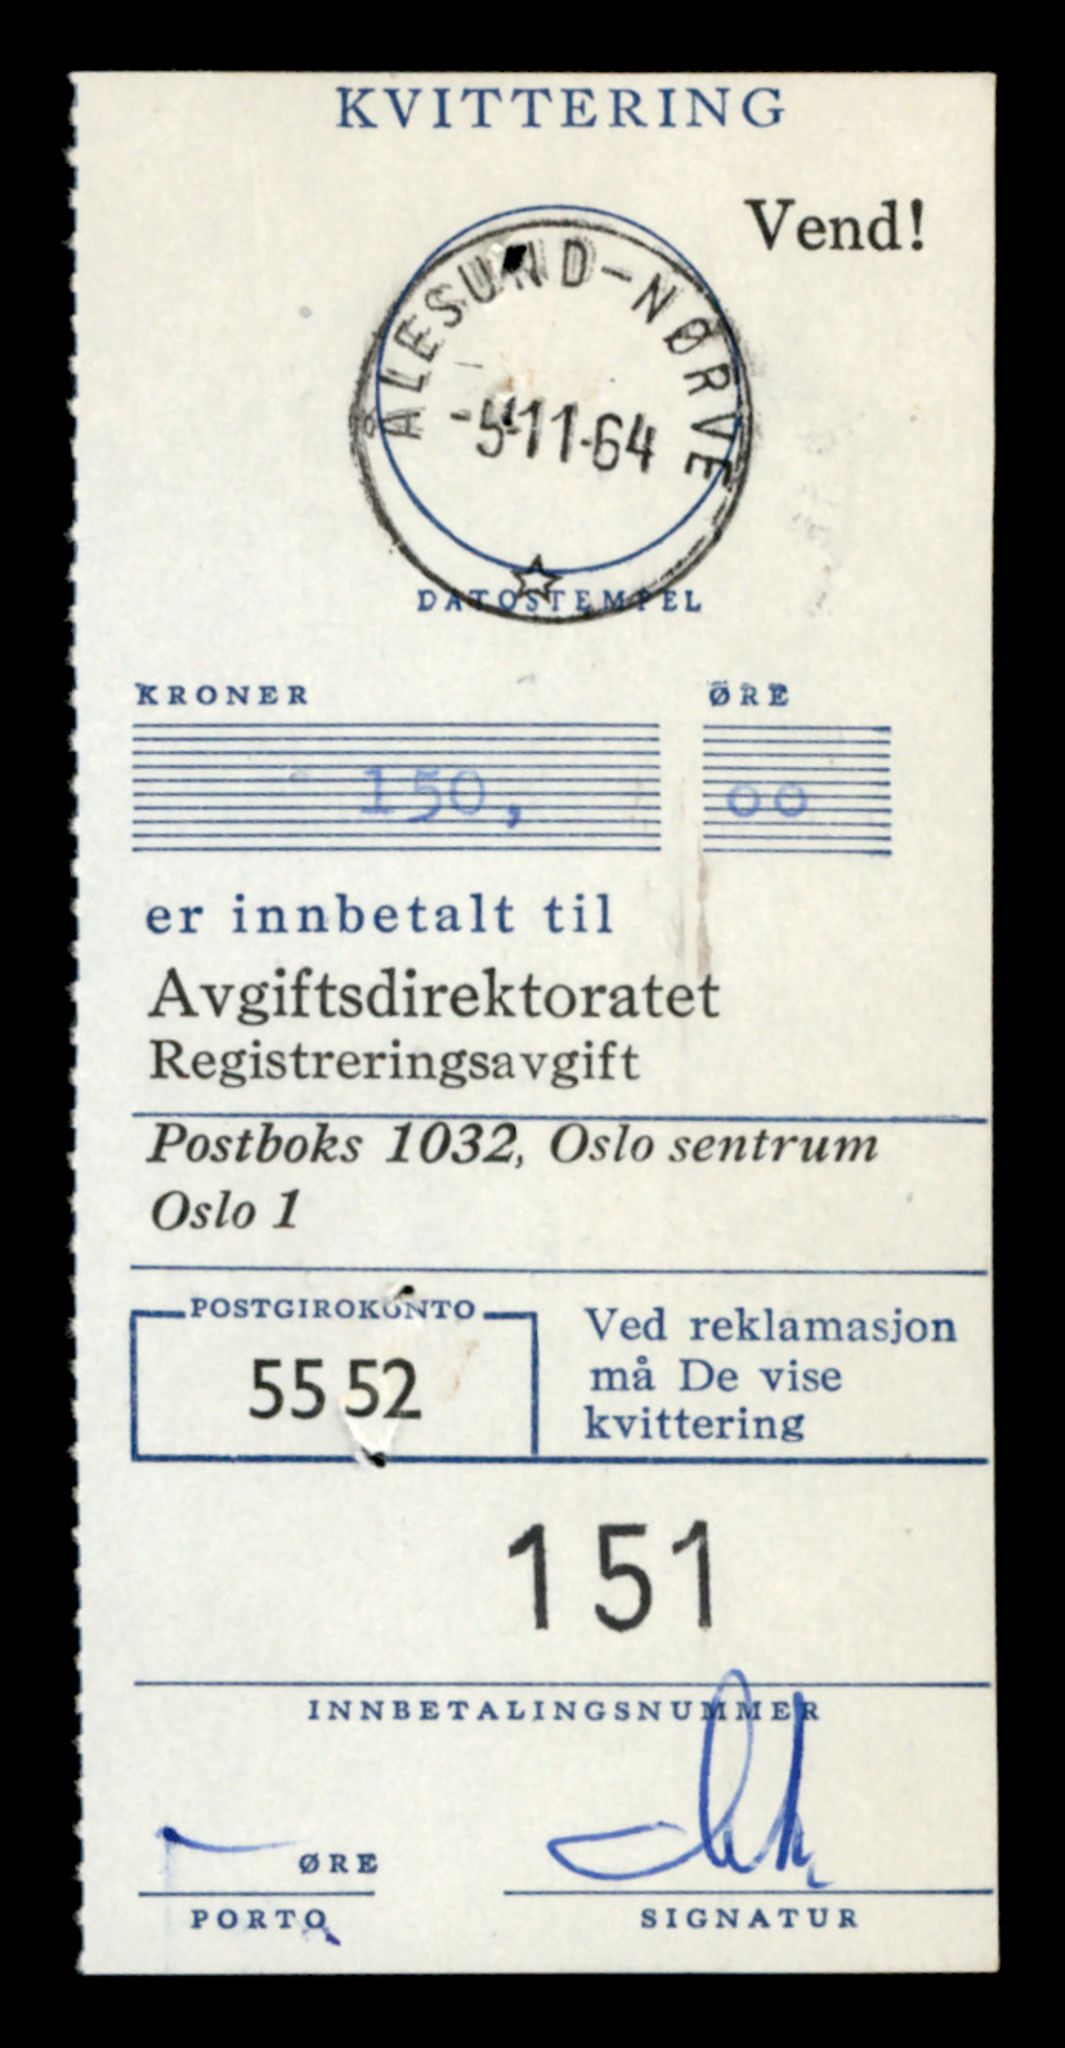 KVITTERING
Vend!
ÅLESUND-NØRVE
-5-11-64
DATOSTEMPEL
KRONER ØRE
150, 00
er innbetalt til
Avgiftsdirektoratet
Registreringsavgift
Postboks 1032, Oslo sentrum
Oslo 1
POSTGIROKONTO
55 52
Ved reklamasjon
må De vise
kvittering
151
INNBETALINGSNUMMER
ØRE
PORTO
SIGNATUR